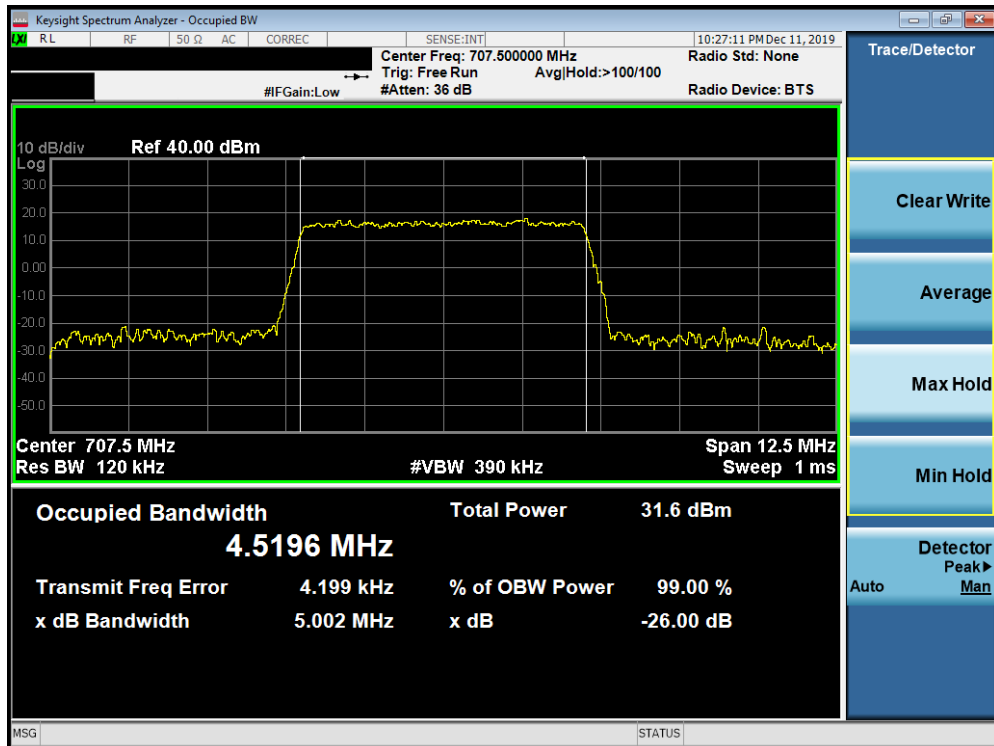 Keysight Spectrum Analyzer - Occupied BW
LXI RL RF 50 Ω AC CORREC SENSE:INT 10:27:11 PM Dec 11, 2019
Center Freq: 707.500000 MHz Radio Std: None
Trig: Free Run Avg|Hold:>100/100
#IFGain:Low #Atten: 36 dB Radio Device: BTS
Trace/Detector
10 dB/div Ref 40.00 dBm
Log
30.0
20.0
10.0
0.00
-10.0
-20.0
-30.0
-40.0
-50.0
Center 707.5 MHz Span 12.5 MHz
Res BW 120 kHz #VBW 390 kHz Sweep 1 ms
Occupied Bandwidth Total Power 31.6 dBm
4.5196 MHz
Transmit Freq Error 4.199 kHz % of OBW Power 99.00 %
x dB Bandwidth 5.002 MHz x dB -26.00 dB
Clear Write
Average
Max Hold
Min Hold
Detector
Peak▶
Auto Man
MSG STATUS